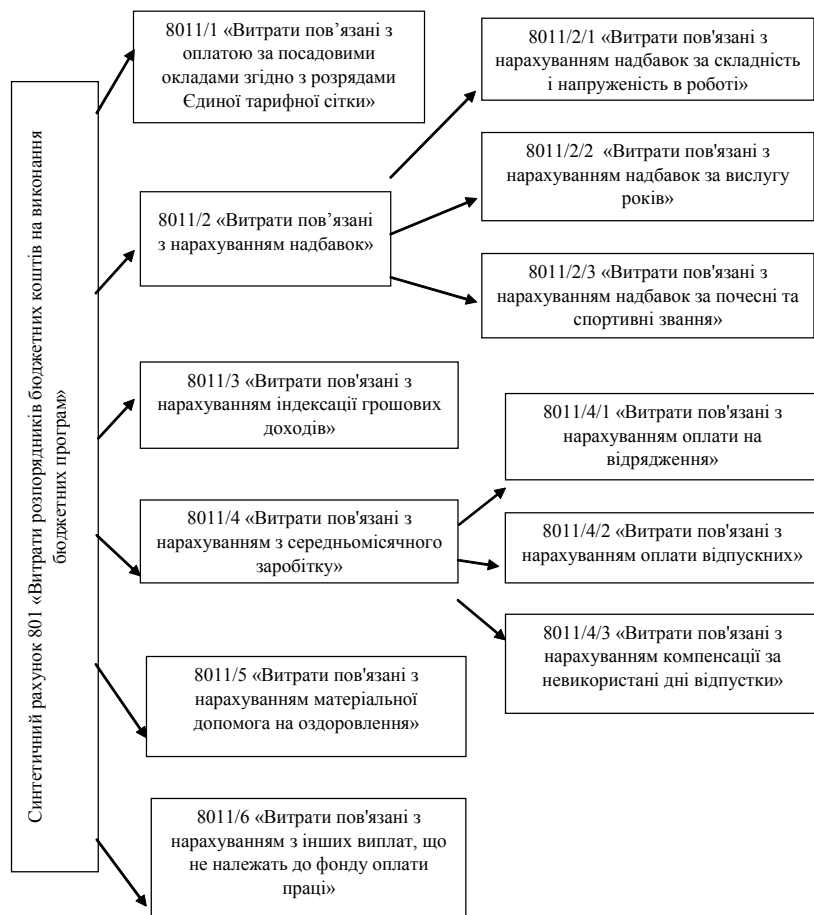 Синтетичний рахунок 801 «Витрати розпорядників бюджетних коштів на виконання
бюджетних програм»
8011/1 «Витрати пов’язані з
оплатою за посадовими
окладами згідно з розрядами
Єдиної тарифної сітки»
8011/2 «Витрати пов’язані
з нарахуванням надбавок»
8011/2/1 «Витрати пов'язані з
нарахуванням надбавок за складність
і напруженість в роботі»
8011/2/2 «Витрати пов'язані з
нарахуванням надбавок за вислугу
років»
8011/2/3 «Витрати пов'язані з
нарахуванням надбавок за почесні та
спортивні звання»
8011/3 «Витрати пов'язані з
нарахуванням індексації грошових
доходів»
8011/4 «Витрати пов'язані з
нарахуванням з середньомісячного
заробітку»
8011/4/1 «Витрати пов'язані з
нарахуванням оплати на
відрядження»
8011/4/2 «Витрати пов'язані з
нарахуванням оплати відпускних»
8011/4/3 «Витрати пов'язані з
нарахуванням компенсації за
невикористані дні відпустки»
8011/5 «Витрати пов'язані з
нарахуванням матеріальної
допомога на оздоровлення»
8011/6 «Витрати пов'язані з
нарахуванням з інших виплат, що
не належать до фонду оплати
праці»